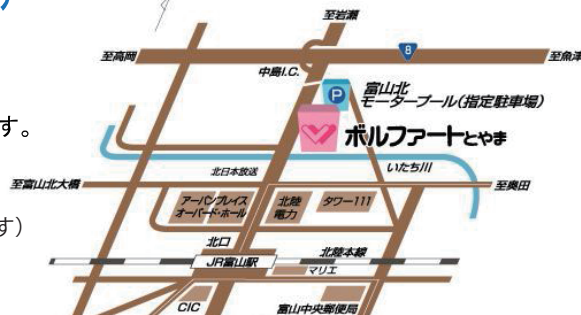 至岩瀬
至高岡
8
至魚津
中島I.C.
P
富山北
モータープール(指定駐車場)
す。
ボルファートとやま
いたち川
北日本放送
至富山北大橋
至奥田
アーバンプレイス
オーバード・ホール
北陸
電力
タワー111
す)
北口
北陸本線
JR富山駅
マリエ
CIC
富山中央郵便局